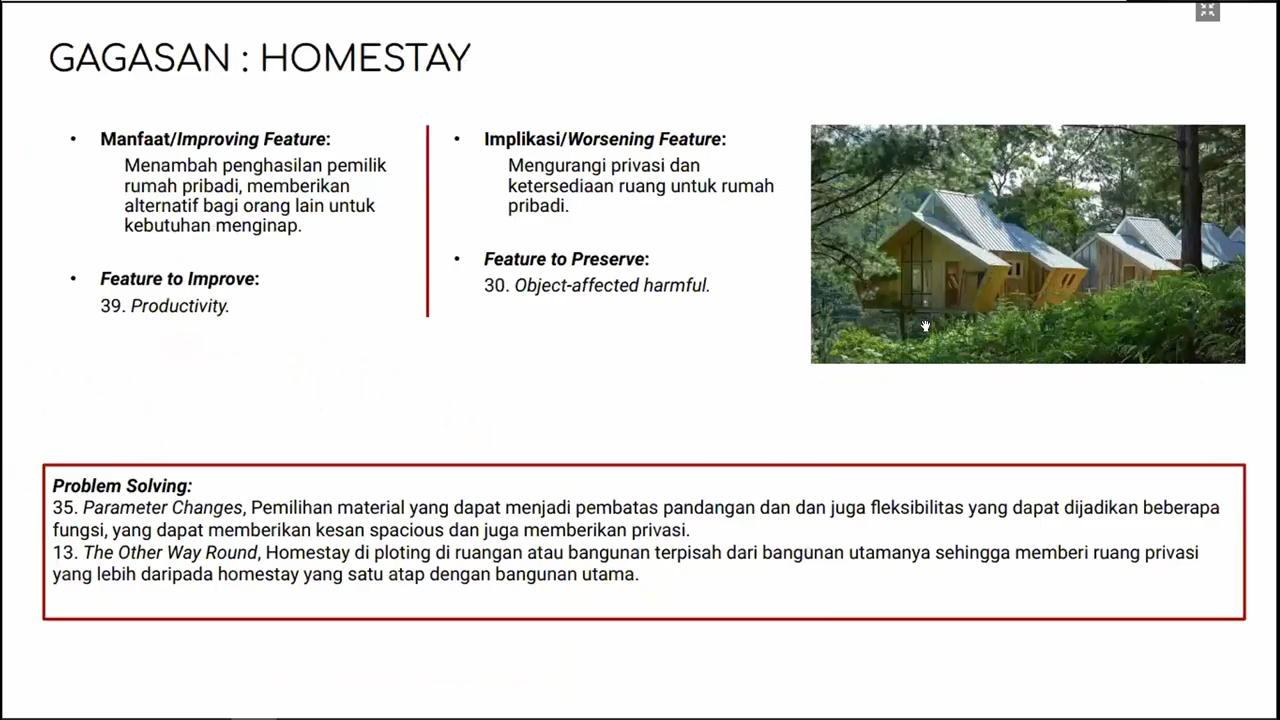 GAGASAN : HOMESTAY
• Manfaat/Improving Feature:
Menambah penghasilan pemilik
rumah pribadi, memberikan
alternatif bagi orang lain untuk
kebutuhan menginap.
• Feature to Improve:
39. Productivity.
• Implikasi/Worsening Feature:
Mengurangi privasi dan
ketersediaan ruang untuk rumah
pribadi.
• Feature to Preserve:
30. Object-affected harmful.
Problem Solving:
35. Parameter Changes, Pemilihan material yang dapat menjadi pembatas pandangan dan dan juga fleksibilitas yang dapat dijadikan beberapa
fungsi, yang dapat memberikan kesan spacious dan juga memberikan privasi.
13. The Other Way Round, Homestay di ploting di ruangan atau bangunan terpisah dari bangunan utamanya sehingga memberi ruang privasi
yang lebih daripada homestay yang satu atap dengan bangunan utama.